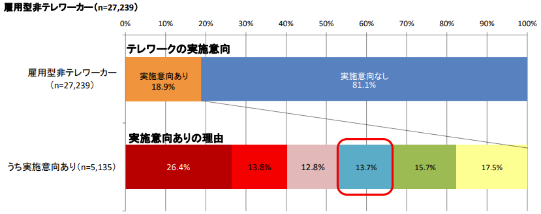 雇用型非テレワーカー(n=27,239)
0% 10% 20% 30% 40% 50% 60% 70% 80% 90% 100%
テレワークの実施意向
雇用型非テレワーカー
(n=27,239)
実施意向あり
18.9%
実施意向なし
81.1%
実施意向ありの理由
うち実施意向あり(n=5,135)
26.4% 13.8% 12.8% 13.7% 15.7% 17.5%